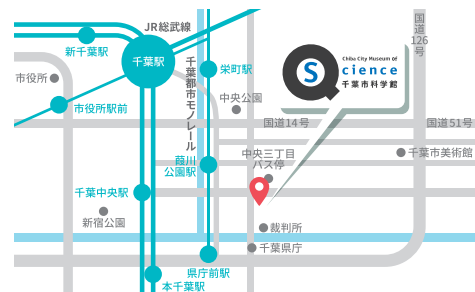 JR総武線
新千葉駅
千葉駅
市役所
市役所駅前
千葉都市モノレール
栄町駅
中央公園
Chiba City Museum of
Science
千葉市科学館
国道
126
号
国道14号
国道51号
中央三丁目
バス停
千葉市美術館
葭川
公園駅
千葉中央駅
新宿公園
裁判所
千葉県庁
県庁前駅
本千葉駅